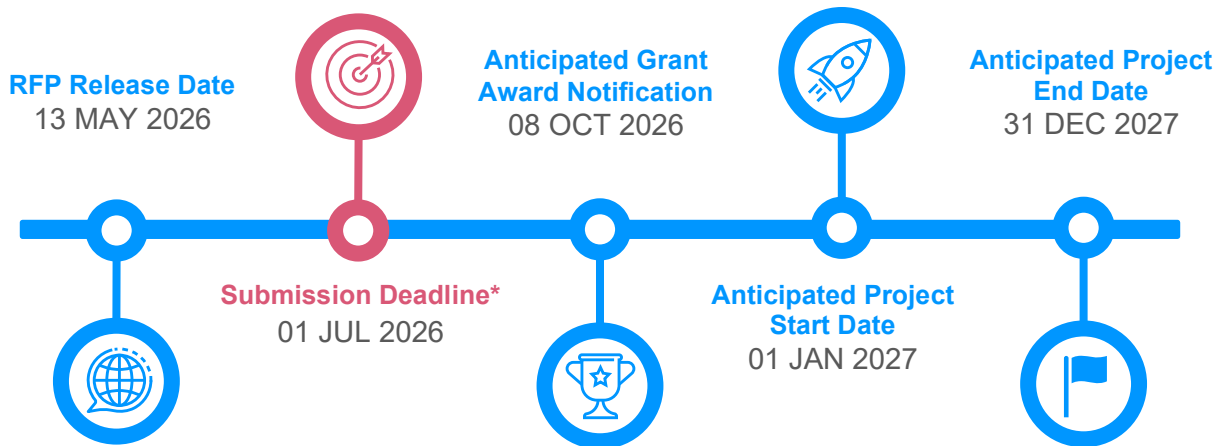 RFP Release Date
13 MAY 2026
Submission Deadline*
01 JUL 2026
Anticipated Grant
Award Notification
08 OCT 2026
Anticipated Project
Start Date
01 JAN 2027
Anticipated Project
End Date
31 DEC 2027